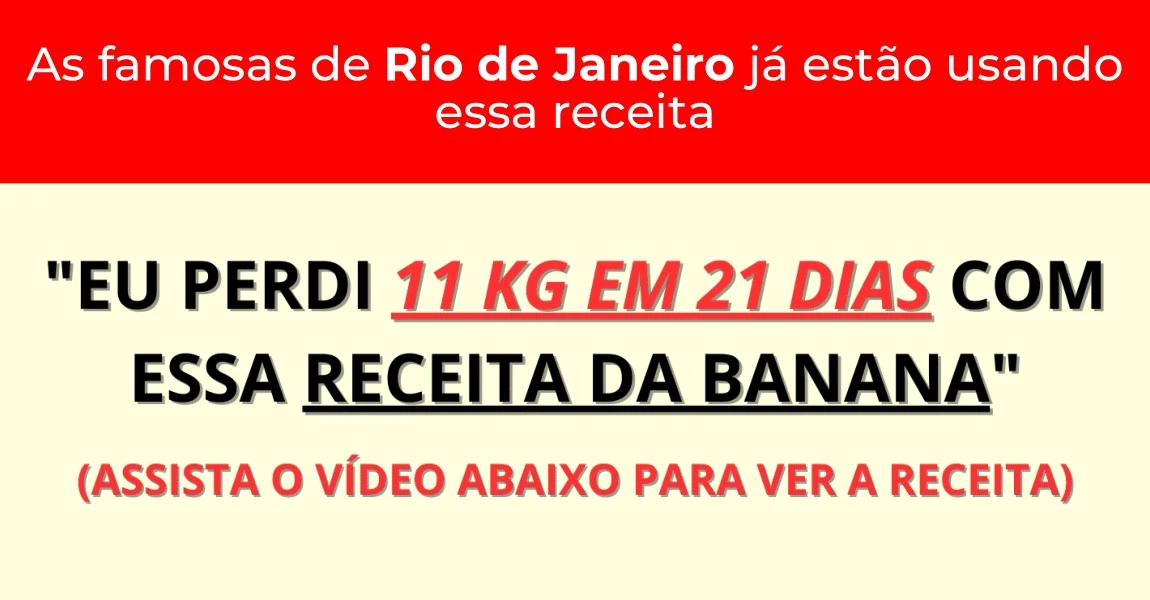 As famosas de Rio de Janeiro já estão usando
essa receita
"EU PERDI 11 KG EM 21 DIAS COM
ESSA RECEITA DA BANANA"
(ASSISTA O VÍDEO ABAIXO PARA VER A RECEITA)